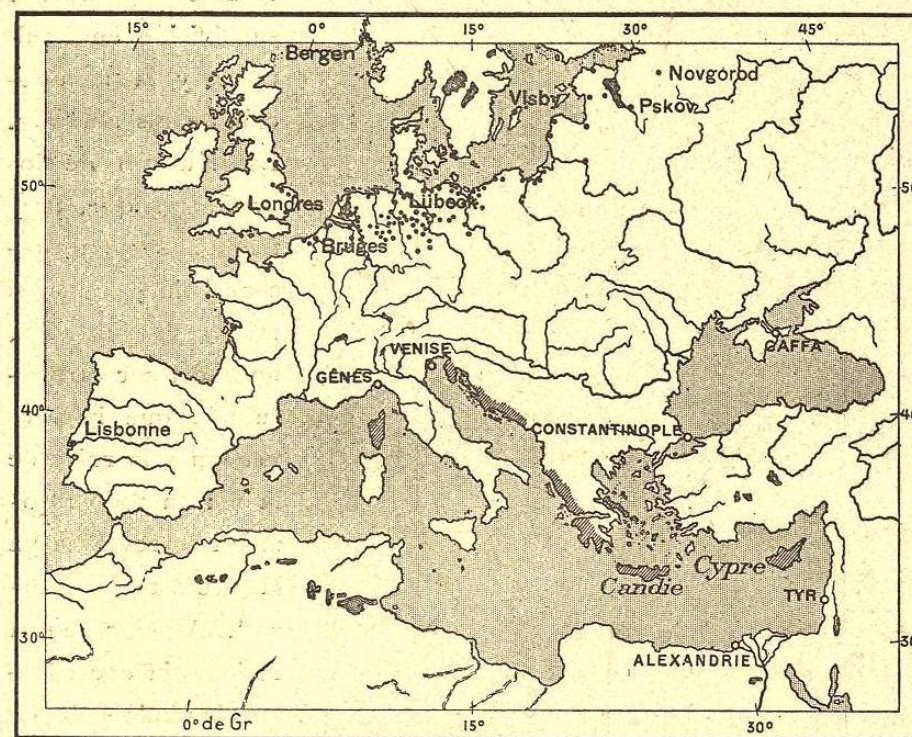 15° 0° 15° 30° 45°
Bergen
Novgorod
Visby
Pskov
50° 50
Londres
Lübeck
Bruges
VENISE
CAFFA
GÊNES
40° 40
Lisbonne
CONSTANTINOPLE
Cypre
Candie
TYR
30° 30
ALEXANDRIE
0° de Gr 15° 30°